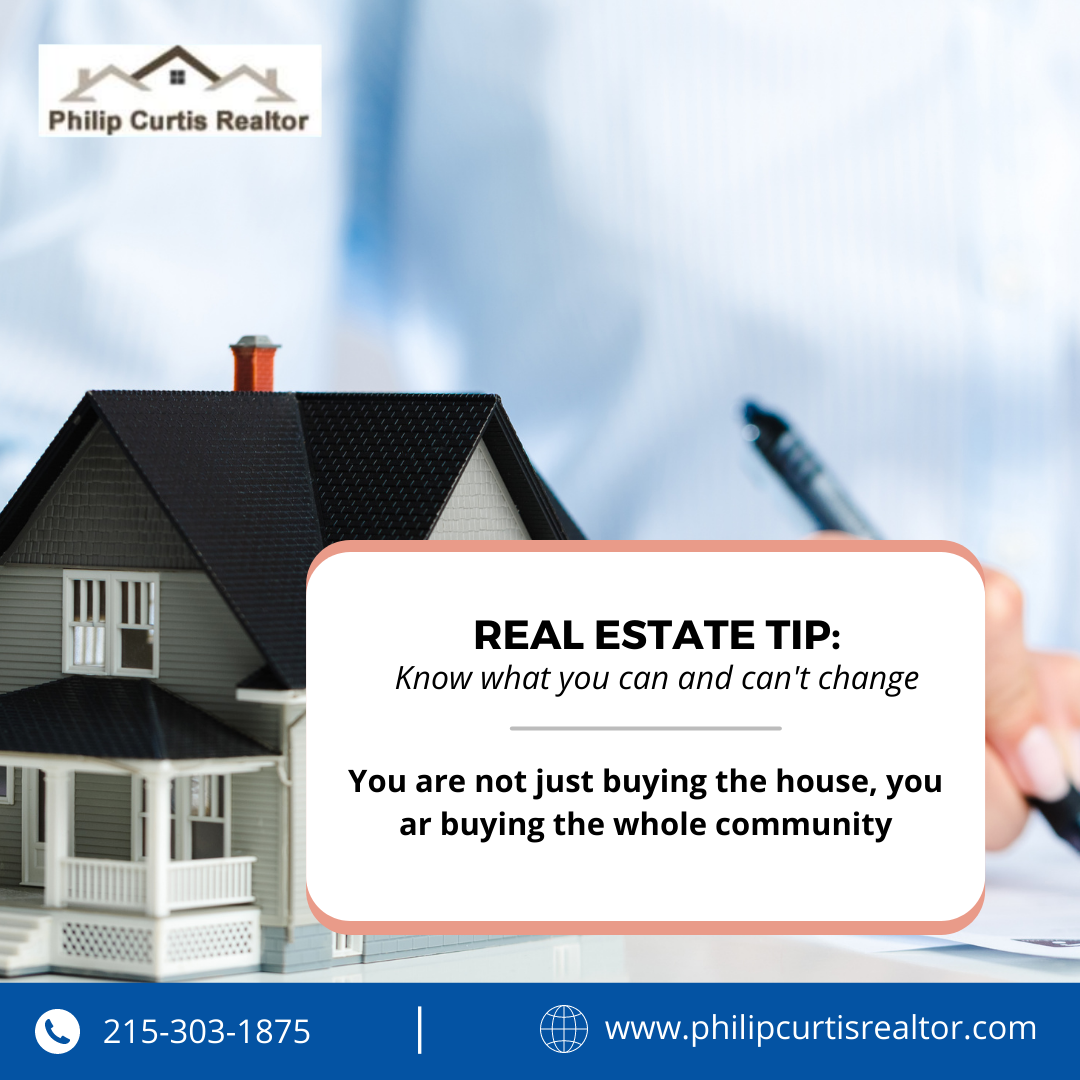 Philip Curtis Realtor
REAL ESTATE TIP:
Know what you can and can't change
You are not just buying the house, you
ar buying the whole community
215-303-1875
www.philipcurtisrealtor.com